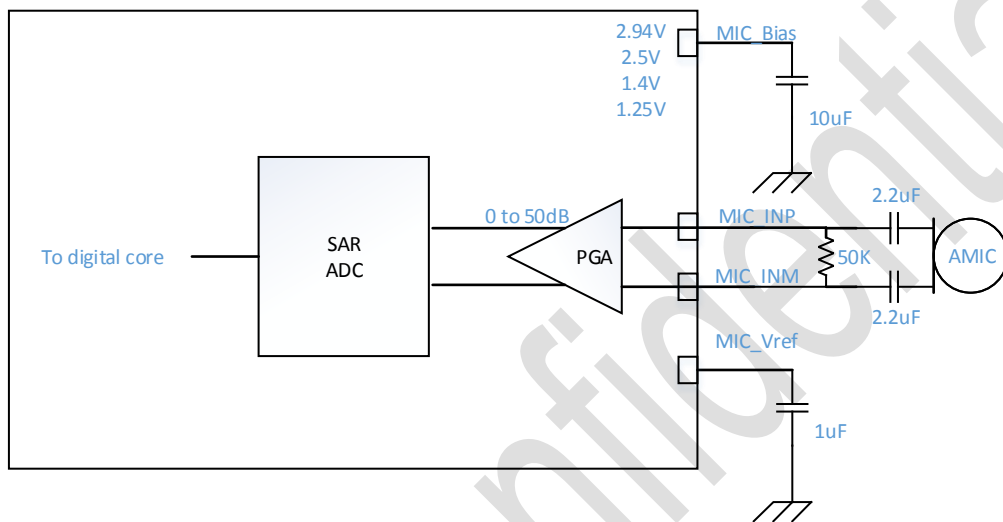 2.94V
MIC_Bias
2.5V
1.4V
1.25V
10uF
2.2uF
0 to 50dB
MIC_INP
To digital core
SAR
ADC
PGA
50K
AMIC
MIC_INM
2.2uF
MIC_Vref
1uF